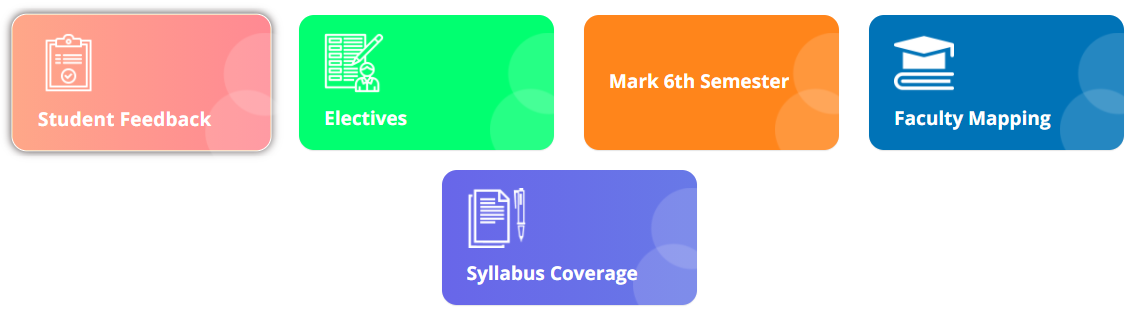 Student Feedback
Electives
Mark 6th Semester
Faculty Mapping
Syllabus Coverage